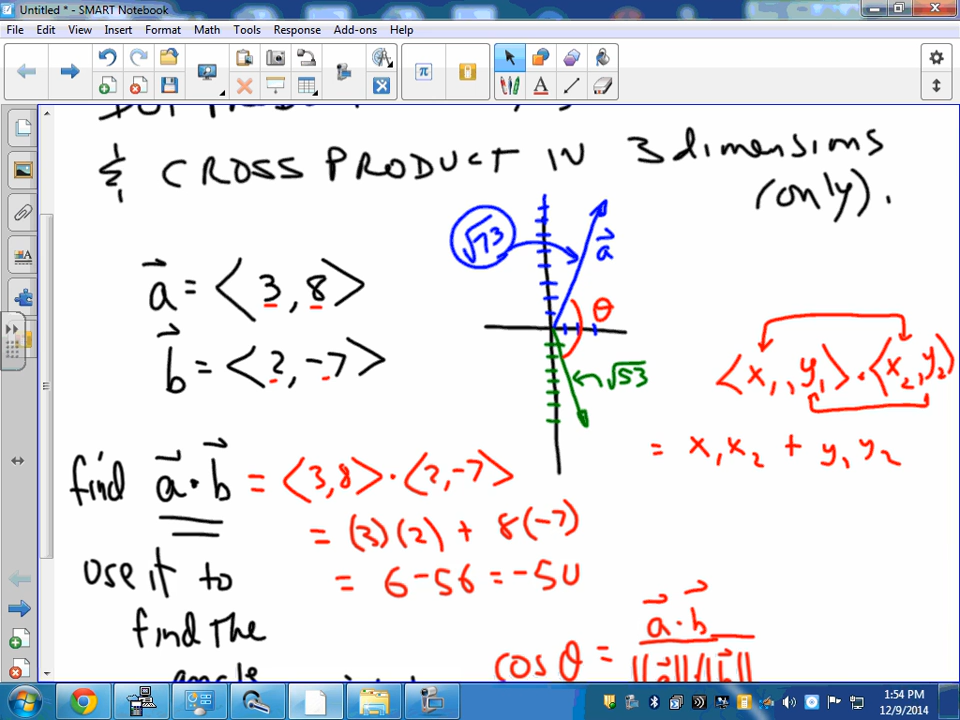 Untitled * - SMART Notebook
File Edit View Insert Format Math Tools Response Add-ons Help
& CROSS PRODUCT IN 3 dimensions
(only).
√73
a⃗
a⃗ = <3, 8>
θ
b⃗ = <2, -7>
√53
<x₁, y₁> · <x₂, y₂>
= x₁x₂ + y₁y₂
find a⃗ · b⃗ = <3, 8> · <2, -7>
= (3)(2) + 8(-7)
= 6 - 56 = -50
use it to
find the
angle
cos θ = a⃗ · b⃗ / ||a⃗|| ||b⃗||
1:54 PM
12/9/2014